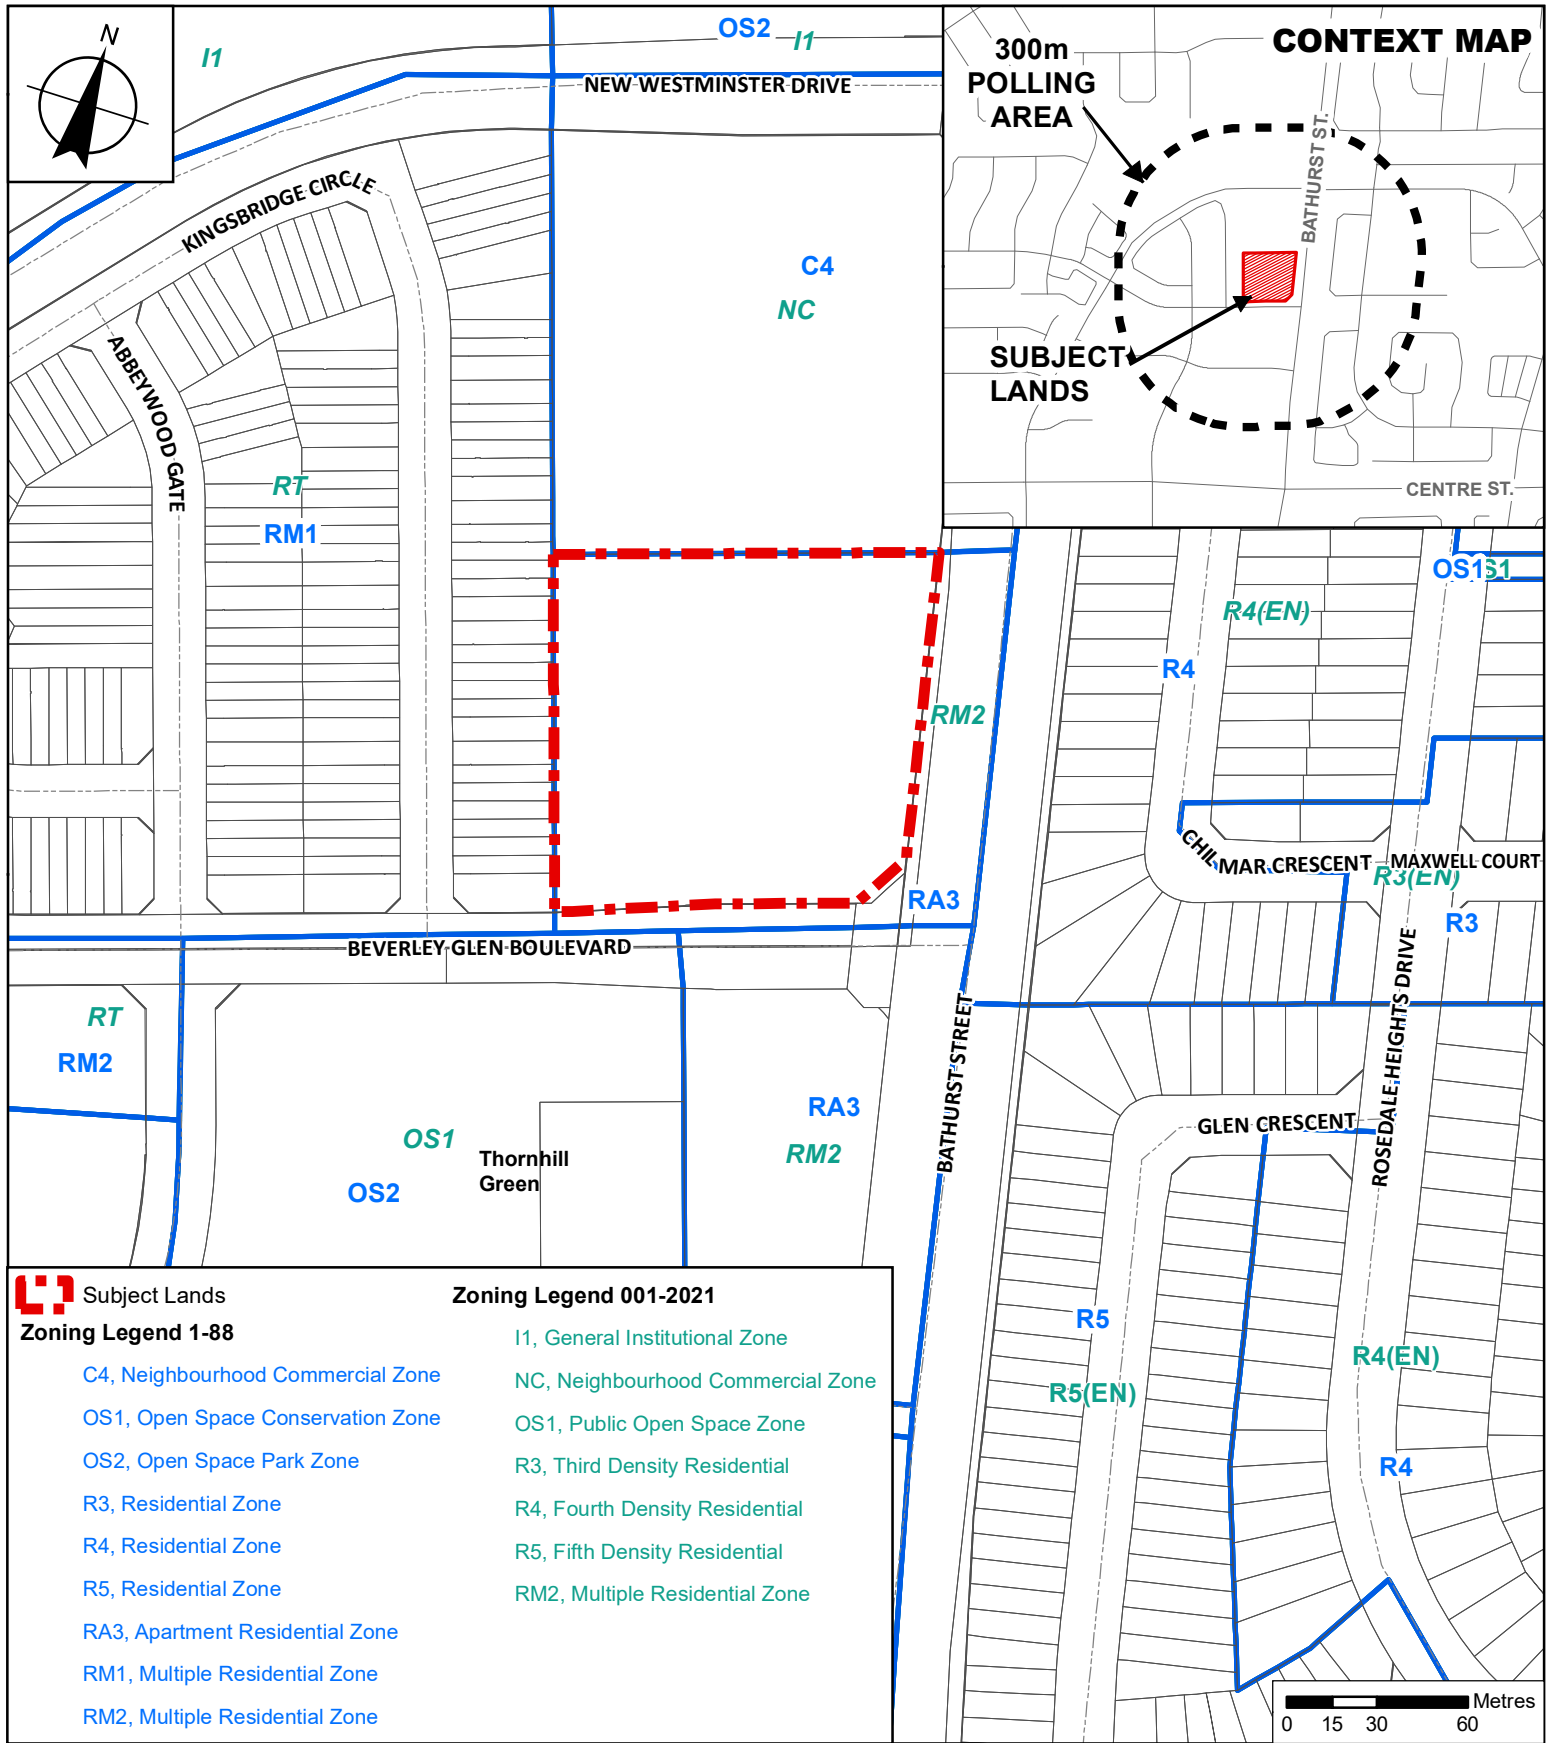 N
I1
OS2
I1
NEW WESTMINSTER DRIVE
CONTEXT MAP
300m
POLLING
AREA
BATHURST ST.
SUBJECT
LANDS
CENTRE ST.
KINGSBRIDGE CIRCLE
C4
NC
ABBEYWOOD GATE
RT
RM1
OS1
S1
R4(EN)
R4
RM2
CHIL
MAR CRESCENT
MAXWELL COURT
R3(EN)
R3
RA3
BEVERLEY GLEN BOULEVARD
ROSEDALE HEIGHTS DRIVE
BATHURST STREET
RT
RM2
RA3
RM2
OS1
OS2
Thornhill
Green
GLEN CRESCENT
R5
R5(EN)
R4(EN)
R4
Subject Lands
Zoning Legend 1-88
C4, Neighbourhood Commercial Zone
OS1, Open Space Conservation Zone
OS2, Open Space Park Zone
R3, Residential Zone
R4, Residential Zone
R5, Residential Zone
RA3, Apartment Residential Zone
RM1, Multiple Residential Zone
RM2, Multiple Residential Zone
Zoning Legend 001-2021
I1, General Institutional Zone
NC, Neighbourhood Commercial Zone
OS1, Public Open Space Zone
R3, Third Density Residential
R4, Fourth Density Residential
R5, Fifth Density Residential
RM2, Multiple Residential Zone
Metres
0 15 30 60